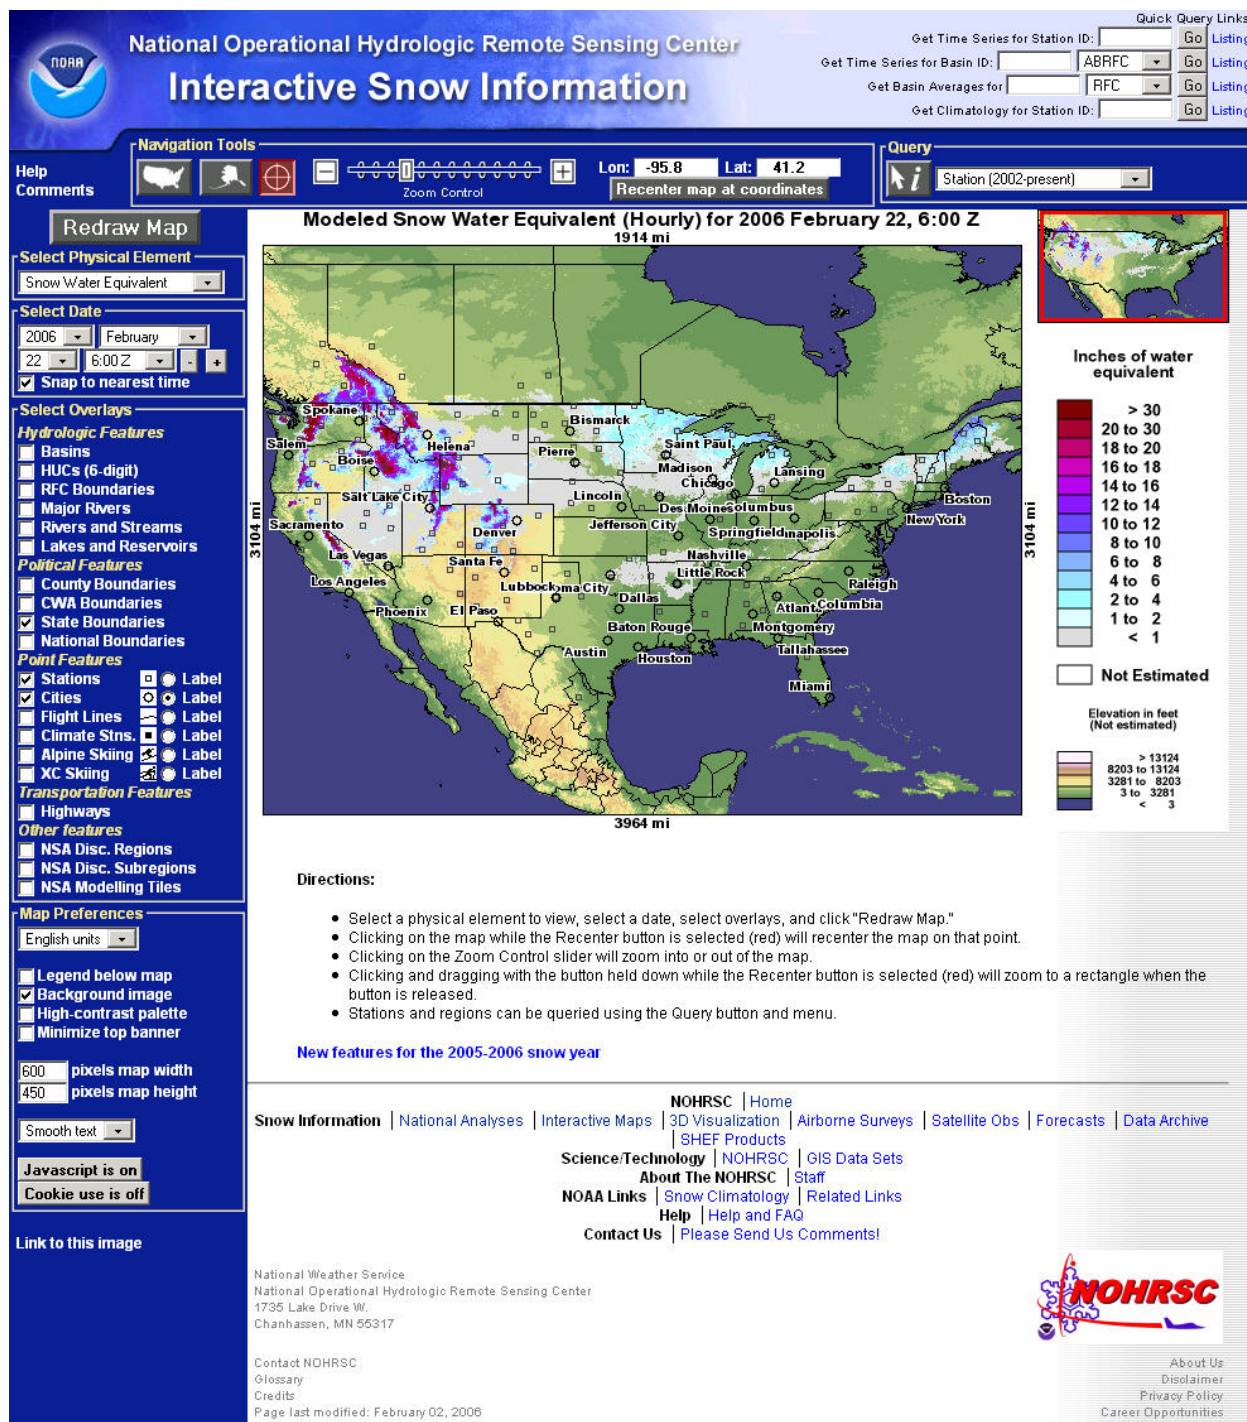 NOAA
National Operational Hydrologic Remote Sensing Center
Interactive Snow Information
Quick Query Links
Get Time Series for Station ID: Go Listing
Get Time Series for Basin ID: ABRFC Go Listing
Get Basin Averages for RFC Go Listing
Get Climatology for Station ID: Go Listing
Help
Comments
Navigation Tools
Zoom Control
Lon: -95.8 Lat: 41.2
Recenter map at coordinates
Query
Station (2002-present)
Redraw Map
Select Physical Element
Snow Water Equivalent
Select Date
2006 February
22 6:00 Z - +
Snap to nearest time
Select Overlays
Hydrologic Features
Basins
HUCs (6-digit)
RFC Boundaries
Major Rivers
Rivers and Streams
Lakes and Reservoirs
Political Features
County Boundaries
CWA Boundaries
State Boundaries
National Boundaries
Point Features
Stations Label
Cities Label
Flight Lines Label
Climate Stns. Label
Alpine Skiing Label
XC Skiing Label
Transportation Features
Highways
Other features
NSA Disc. Regions
NSA Disc. Subregions
NSA Modelling Tiles
Map Preferences
English units
Legend below map
Background image
High-contrast palette
Minimize top banner
600 pixels map width
450 pixels map height
Smooth text
Javascript is on
Cookie use is off
Link to this image
Modeled Snow Water Equivalent (Hourly) for 2006 February 22, 6:00 Z
1914 mi
3104 mi
3104 mi
3964 mi
Spokane
Bismarck
Salem
Helena
Saint Paul
Boise
Pierre
Madison
Lansing
Chicago
Salt Lake City
Lincoln
Boston
Des Moines
Columbus
New York
Sacramento
Denver
Jefferson City
Springfield
Las Vegas
Santa Fe
Nashville
Little Rock
Los Angeles
Lubbock
Raleigh
Phoenix
El Paso
Dallas
Columbia
Baton Rouge
Montgomery
Austin
Houston
Tallahassee
Miami
Inches of water
equivalent
> 30
20 to 30
18 to 20
16 to 18
14 to 16
12 to 14
10 to 12
8 to 10
6 to 8
4 to 6
2 to 4
1 to 2
< 1
Not Estimated
Elevation in feet
(Not estimated)
> 13124
8203 to 13124
3281 to 8203
3 to 3281
< 3
Directions:
• Select a physical element to view, select a date, select overlays, and click "Redraw Map."
• Clicking on the map while the Recenter button is selected (red) will recenter the map on that point.
• Clicking on the Zoom Control slider will zoom into or out of the map.
• Clicking and dragging with the button held down while the Recenter button is selected (red) will zoom to a rectangle when the
button is released.
• Stations and regions can be queried using the Query button and menu.
New features for the 2005-2006 snow year
NOHRSC | Home
Snow Information | National Analyses | Interactive Maps | 3D Visualization | Airborne Surveys | Satellite Obs | Forecasts | Data Archive
| SHEF Products
Science/Technology | NOHRSC | GIS Data Sets
About The NOHRSC | Staff
NOAA Links | Snow Climatology | Related Links
Help | Help and FAQ
Contact Us | Please Send Us Comments!
National Weather Service
National Operational Hydrologic Remote Sensing Center
1735 Lake Drive W.
Chanhassen, MN 55317
NOHRSC
Contact NOHRSC
Glossary
Credits
Page last modified: February 02, 2006
About Us
Disclaimer
Privacy Policy
Career Opportunities